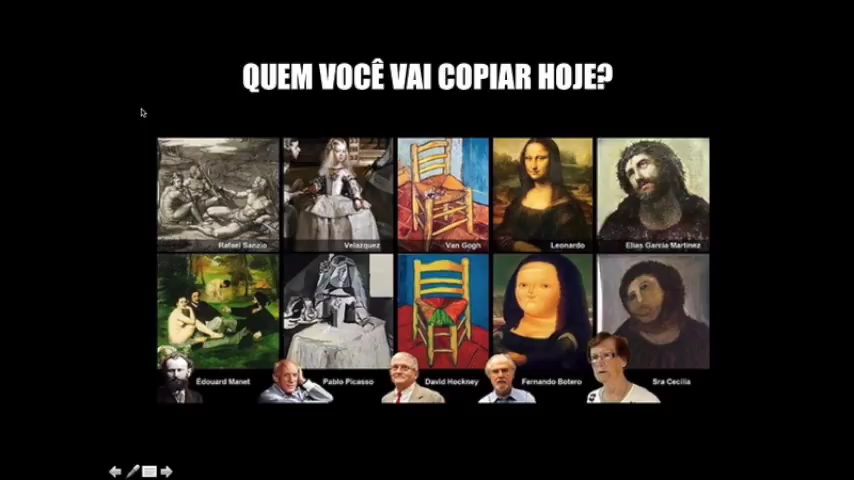 QUEM VOCÊ VAI COPIAR HOJE?
Rafael Sanzio
Velazquez
Van Gogh
Leonardo
Elias Garcia Martinez
Edouard Manet
Pablo Picasso
David Hockney
Fernando Botero
Sra Cecilia